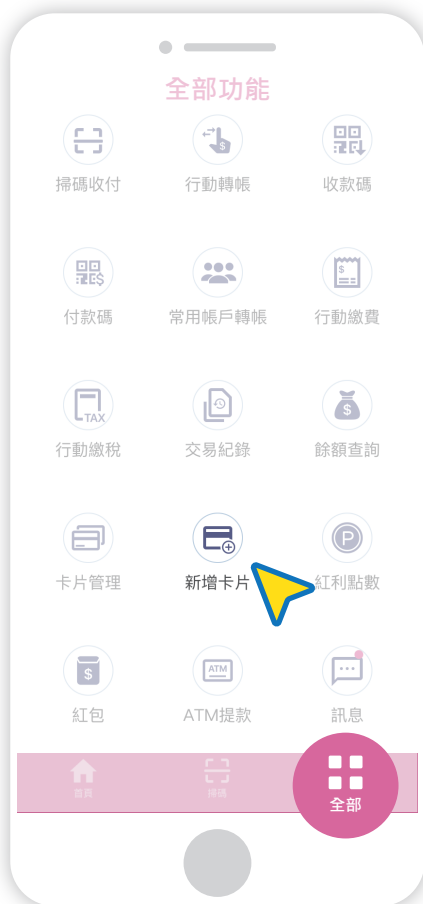 全部功能
掃碼收付 行動轉帳 收款碼
付款碼 常用帳戶轉帳 行動繳費
TAX
行動繳稅 交易紀錄 餘額查詢
卡片管理 新增卡片 紅利點數
ATM
紅包 ATM提款 訊息
首頁 掃碼 全部